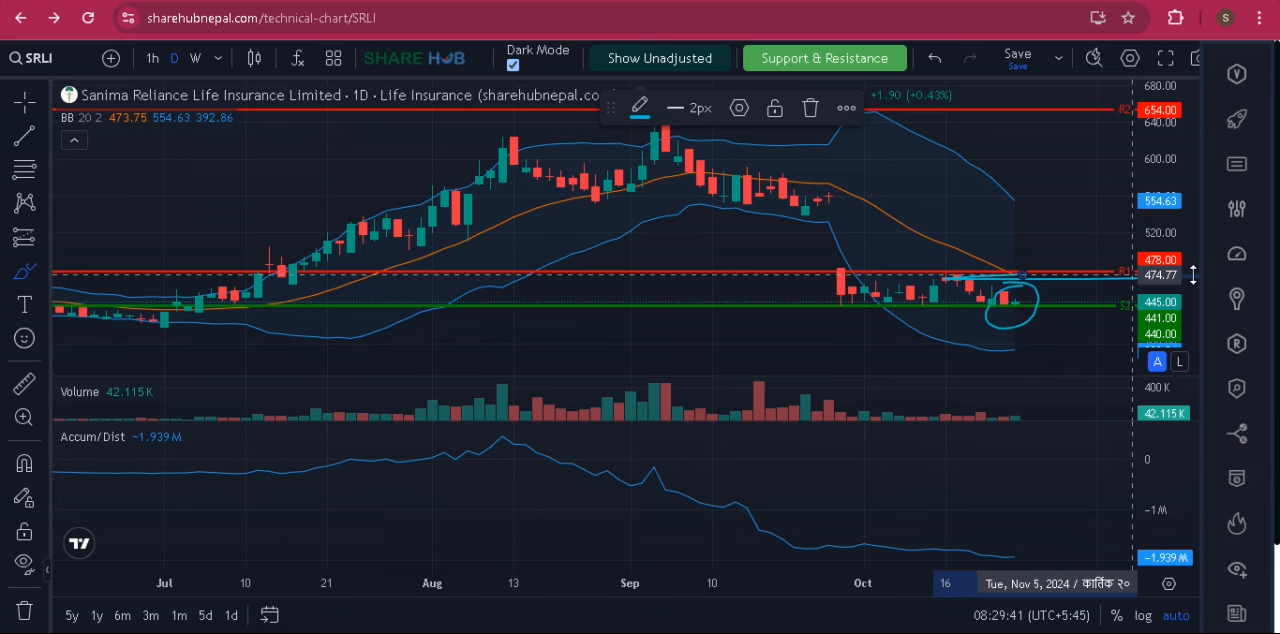 sharehubnepal.com/technical-chart/SRLI
S
SRLI
1h D W
SHARE HUB
Dark Mode
Show Unadjusted
Support & Resistance
Save
Save
Sanima Reliance Life Insurance Limited · 1D · Life Insurance (sharehubnepal.co
+1.90 (+0.43%)
2px
BB 20 2 473.75 554.63 392.86
680.00
R2 654.00
640.00
600.00
554.63
520.00
478.00
R1 474.77
445.00
S3 441.00
440.00
A L
Volume 42.115K
400 K
42.115 K
Accum/Dist −1.939M
0
−1M
−1.939 M
Jul 10 21 Aug 13 Sep 10 Oct 16 Tue, Nov 5, 2024 / कार्तिक २०
5y 1y 6m 3m 1m 5d 1d
08:29:41 (UTC+5:45) % log auto